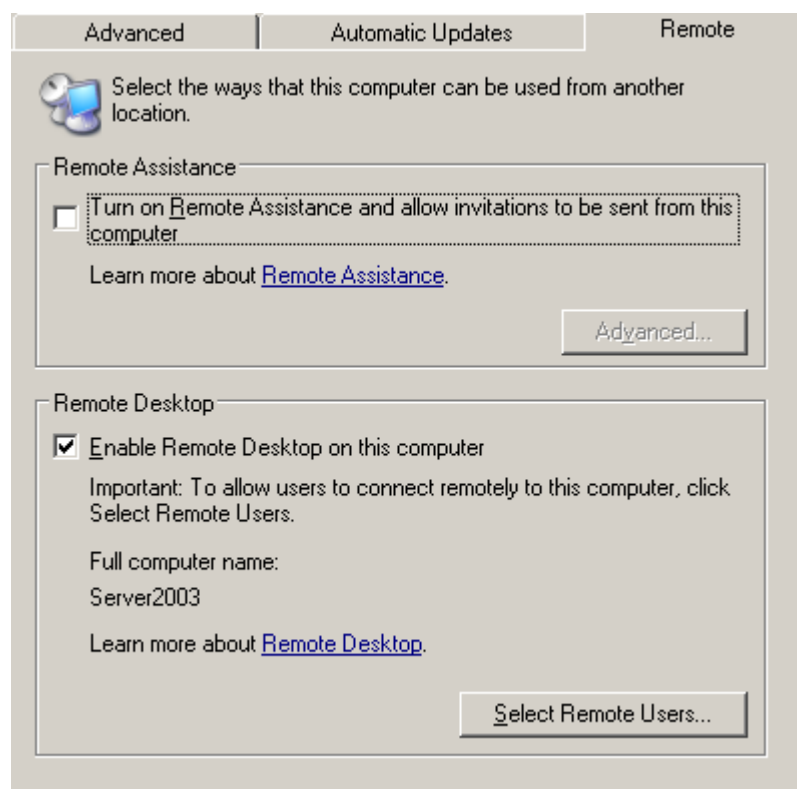 Advanced
Automatic Updates
Remote
Select the ways that this computer can be used from another
location.
Remote Assistance
Turn on Remote Assistance and allow invitations to be sent from this
computer
Learn more about Remote Assistance.
Advanced...
Remote Desktop
Enable Remote Desktop on this computer
Important: To allow users to connect remotely to this computer, click
Select Remote Users.
Full computer name:
Server2003
Learn more about Remote Desktop.
Select Remote Users...